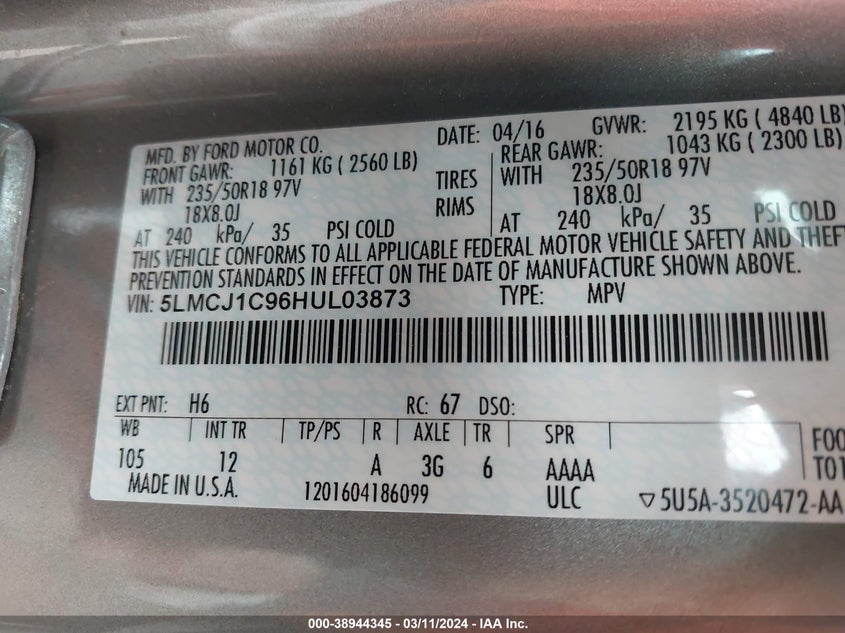 MFD. BY FORD MOTOR CO. DATE: 04/16 GVWR: 2195 KG ( 4840 LB)
FRONT GAWR: 1161 KG ( 2560 LB) REAR GAWR: 1043 KG ( 2300 LB)
WITH 235/50R18 97V TIRES WITH 235/50R18 97V
18X8.0J RIMS 18X8.0J
AT 240 kPa/ 35 PSI COLD AT 240 kPa/ 35 PSI COLD
THIS VEHICLE CONFORMS TO ALL APPLICABLE FEDERAL MOTOR VEHICLE SAFETY AND THEFT
PREVENTION STANDARDS IN EFFECT ON THE DATE OF MANUFACTURE SHOWN ABOVE.
VIN: 5LMCJ1C96HUL03873 TYPE: MPV
EXT PNT: H6 RC: 67 DSO:
WB INT TR TP/PS R AXLE TR SPR
105 12 A 3G 6 AAAA
MADE IN U.S.A. 1201604186099 ULC
▽5U5A-3520472-AA
000-38944345 - 03/11/2024 - IAA Inc.